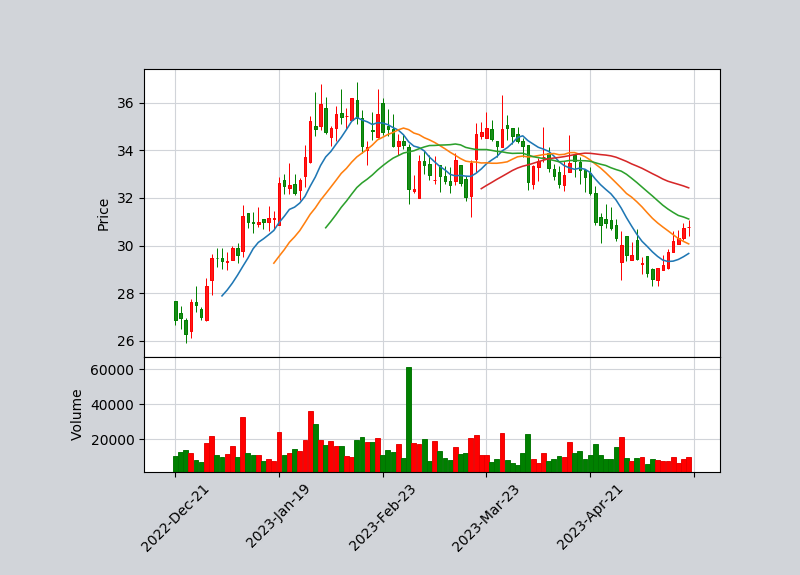 Price
36
34
32
30
28
26
Volume
60000
40000
20000
2022-Dec-21
2023-Jan-19
2023-Feb-23
2023-Mar-23
2023-Apr-21